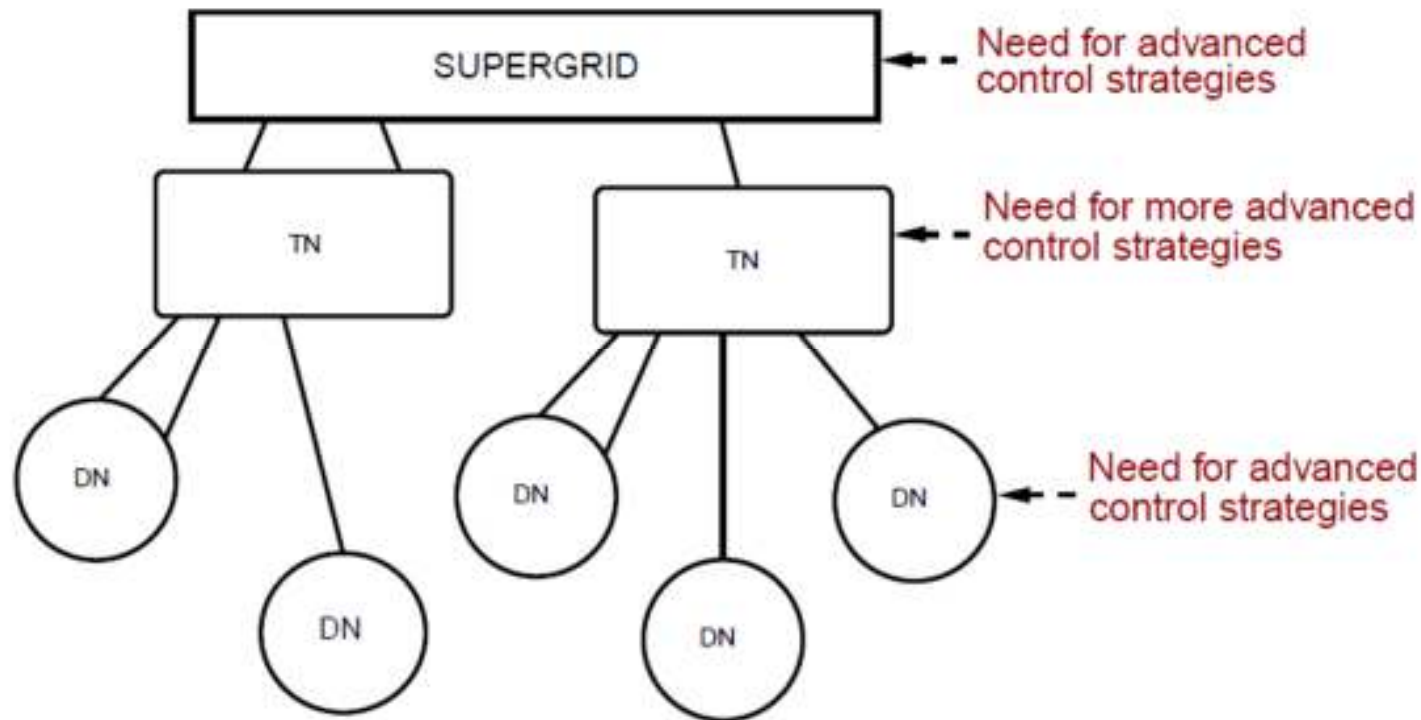 SUPERGRID
Need for advanced
control strategies
TN
TN
Need for more advanced
control strategies
DN
DN
DN
Need for advanced
control strategies
DN
DN